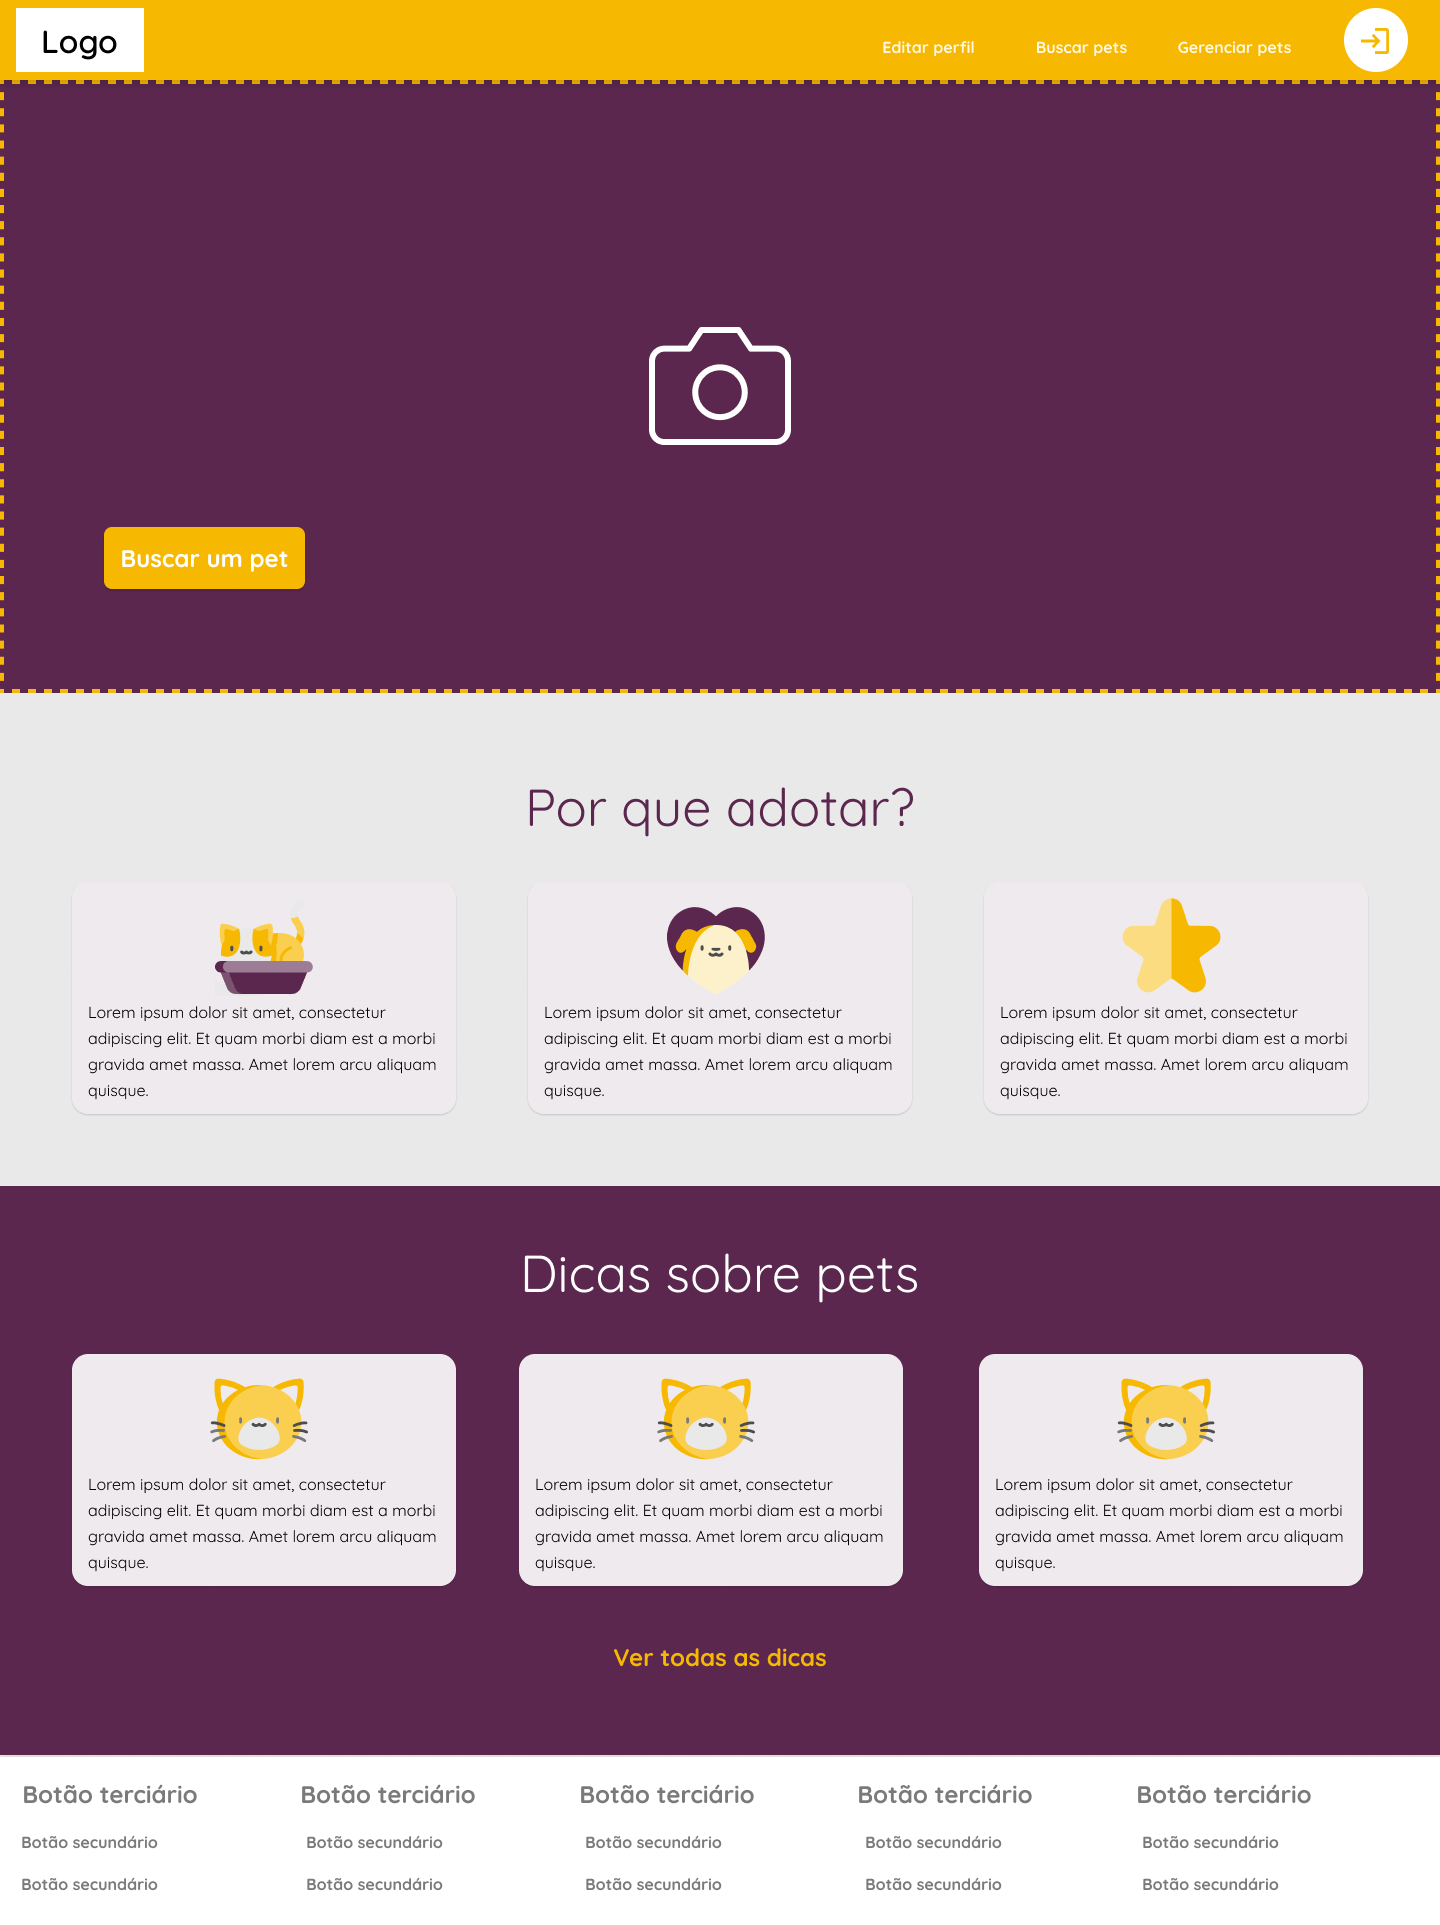 Logo
Editar perfil
Buscar pets
Gerenciar pets
Buscar um pet
Por que adotar?
Lorem ipsum dolor sit amet, consectetur
adipiscing elit. Et quam morbi diam est a morbi
gravida amet massa. Amet lorem arcu aliquam
quisque.
Lorem ipsum dolor sit amet, consectetur
adipiscing elit. Et quam morbi diam est a morbi
gravida amet massa. Amet lorem arcu aliquam
quisque.
Lorem ipsum dolor sit amet, consectetur
adipiscing elit. Et quam morbi diam est a morbi
gravida amet massa. Amet lorem arcu aliquam
quisque.
Dicas sobre pets
Lorem ipsum dolor sit amet, consectetur
adipiscing elit. Et quam morbi diam est a morbi
gravida amet massa. Amet lorem arcu aliquam
quisque.
Lorem ipsum dolor sit amet, consectetur
adipiscing elit. Et quam morbi diam est a morbi
gravida amet massa. Amet lorem arcu aliquam
quisque.
Lorem ipsum dolor sit amet, consectetur
adipiscing elit. Et quam morbi diam est a morbi
gravida amet massa. Amet lorem arcu aliquam
quisque.
Ver todas as dicas
Botão terciário
Botão secundário
Botão secundário
Botão terciário
Botão secundário
Botão secundário
Botão terciário
Botão secundário
Botão secundário
Botão terciário
Botão secundário
Botão secundário
Botão terciário
Botão secundário
Botão secundário